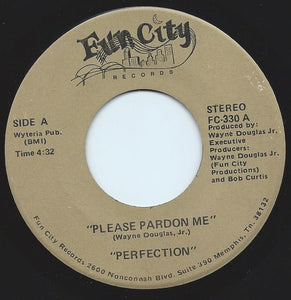 Fun City
RECORDS
SIDE A
Wyteria Pub.
(BMI)
Time 4:32
STEREO
FC-330 A
Produced by:
Wayne Douglas Jr.
Executive
Producers:
Wayne Douglas,
Jr. (Fun City
Productions)
and Bob Curtis
"PLEASE PARDON ME"
(Wayne Douglas, Jr.)
"PERFECTION"
Fun City Records 2600 Nonconnah Blvd. Suite 390 Memphis, Tn. 38132